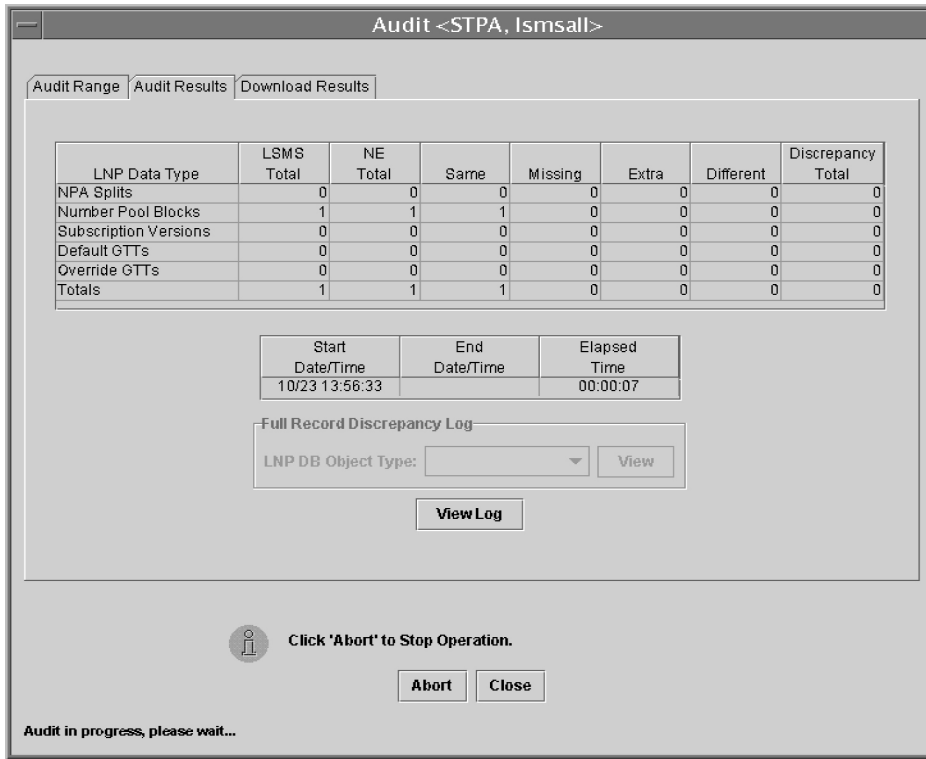 Audit <STPA, lsmsall>
Audit Range Audit Results Download Results
LNP Data Type LSMS Total NE Total Same Missing Extra Different Discrepancy Total
NPA Splits 0 0 0 0 0 0 0
Number Pool Blocks 1 1 1 0 0 0 0
Subscription Versions 0 0 0 0 0 0 0
Default GTTs 0 0 0 0 0 0 0
Override GTTs 0 0 0 0 0 0 0
Totals 1 1 1 0 0 0 0
Start Date/Time End Date/Time Elapsed Time
10/23 13:56:33 00:00:07
Full Record Discrepancy Log
LNP DB Object Type: View
View Log
Click 'Abort' to Stop Operation.
Abort Close
Audit in progress, please wait...